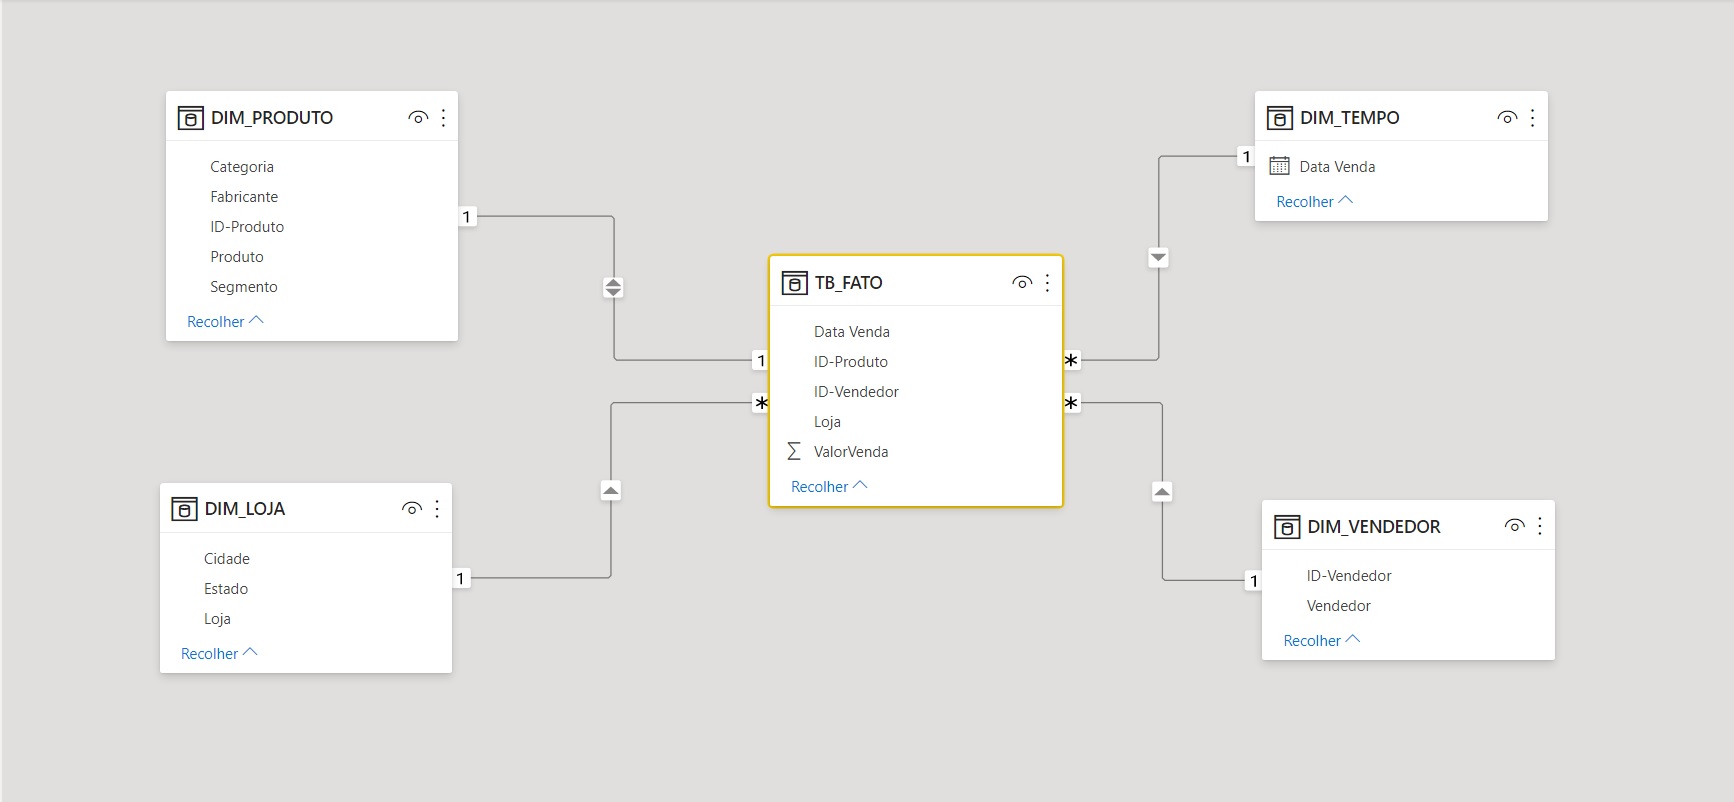 DIM_PRODUTO
Categoria
Fabricante
ID-Produto
Produto
Segmento
Recolher
1
DIM_TEMPO
Data Venda
Recolher
1
TB_FATO
Data Venda
ID-Produto
ID-Vendedor
Loja
ValorVenda
Recolher
1
*
*
*
DIM_LOJA
Cidade
Estado
Loja
Recolher
1
DIM_VENDEDOR
ID-Vendedor
Vendedor
Recolher
1